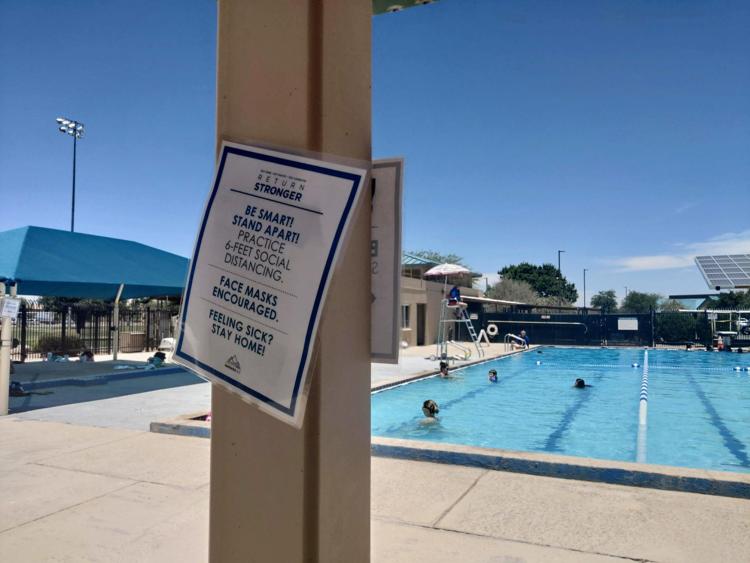 RETURN
STRONGER
BE SMART!
STAND APART!
PRACTICE
6-FEET SOCIAL
DISTANCING.
FACE MASKS
ENCOURAGED.
FEELING SICK?
STAY HOME!